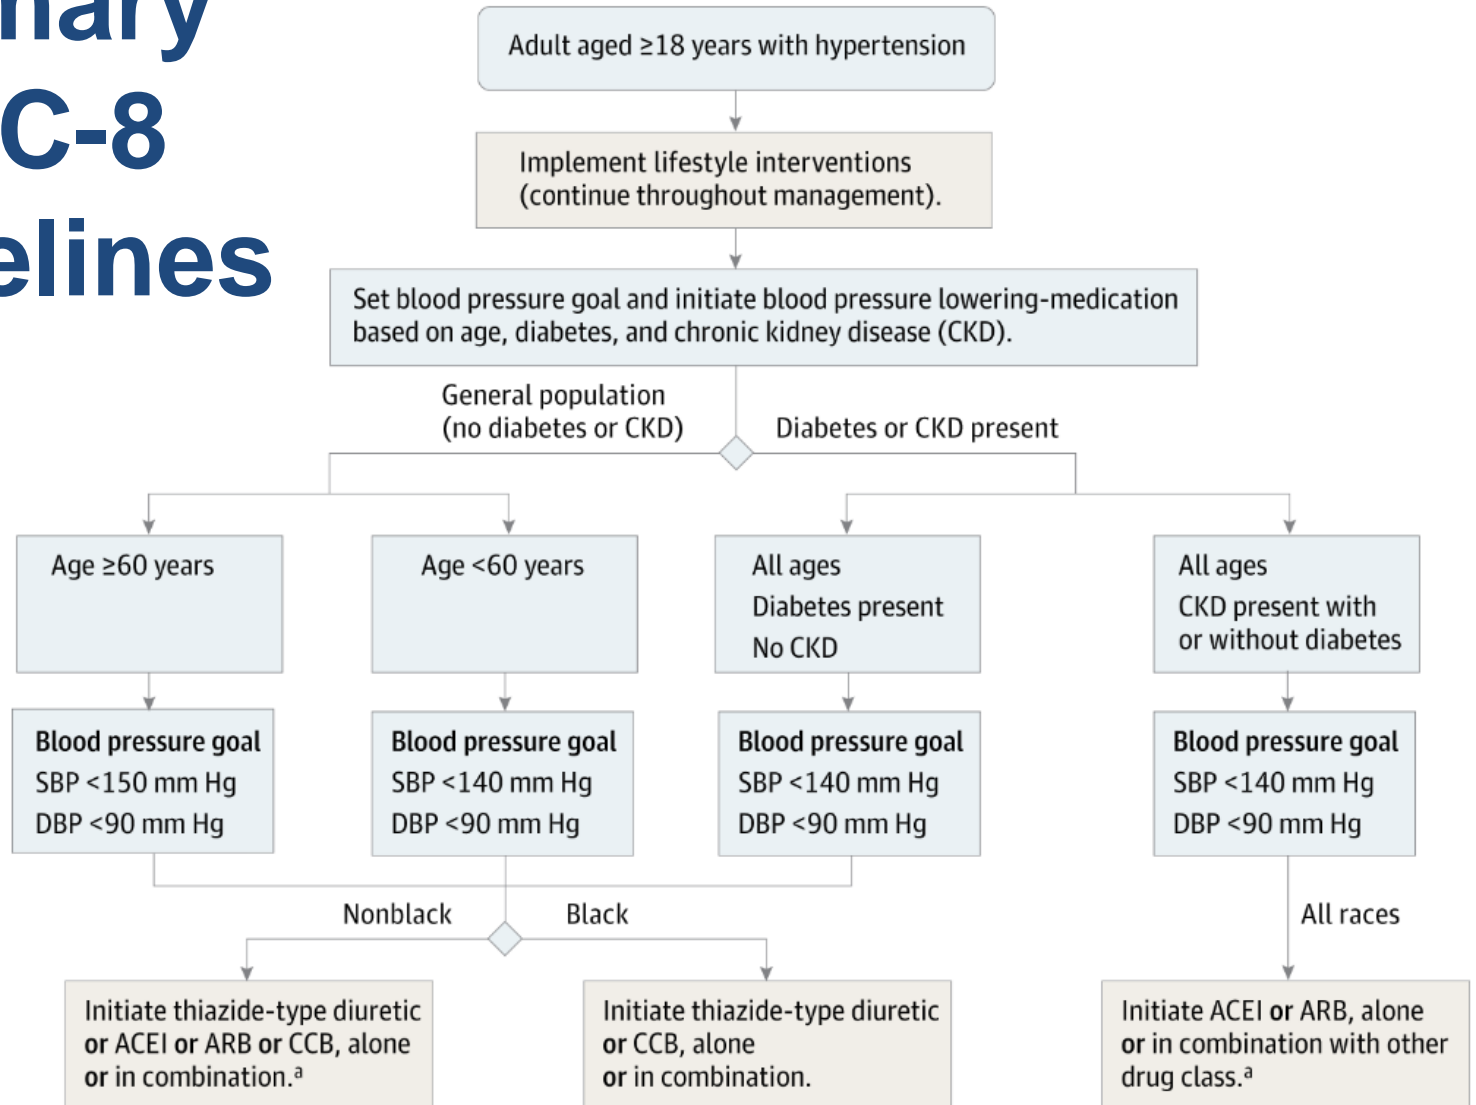 mary
C-8
elines
Adult aged ≥18 years with hypertension
Implement lifestyle interventions
(continue throughout management).
Set blood pressure goal and initiate blood pressure lowering-medication
based on age, diabetes, and chronic kidney disease (CKD).
General population
(no diabetes or CKD)
Diabetes or CKD present
Age ≥60 years
Age <60 years
All ages
Diabetes present
No CKD
All ages
CKD present with
or without diabetes
Blood pressure goal
SBP <150 mm Hg
DBP <90 mm Hg
Blood pressure goal
SBP <140 mm Hg
DBP <90 mm Hg
Blood pressure goal
SBP <140 mm Hg
DBP <90 mm Hg
Blood pressure goal
SBP <140 mm Hg
DBP <90 mm Hg
Nonblack
Black
All races
Initiate thiazide-type diuretic
or ACEI or ARB or CCB, alone
or in combination.ª
Initiate thiazide-type diuretic
or CCB, alone
or in combination.
Initiate ACEI or ARB, alone
or in combination with other
drug class.ª